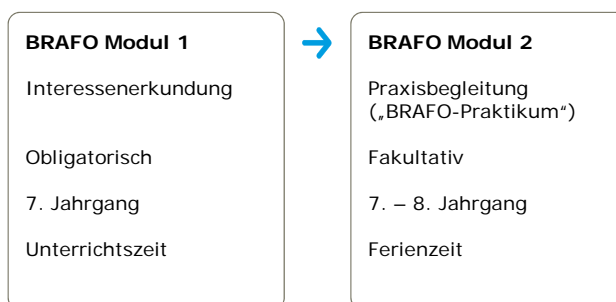 BRAFO Modul 1
Interessenerkundung
Obligatorisch
7. Jahrgang
Unterrichtszeit
BRAFO Modul 2
Praxisbegleitung
(„BRAFO-Praktikum“)
Fakultativ
7. – 8. Jahrgang
Ferienzeit